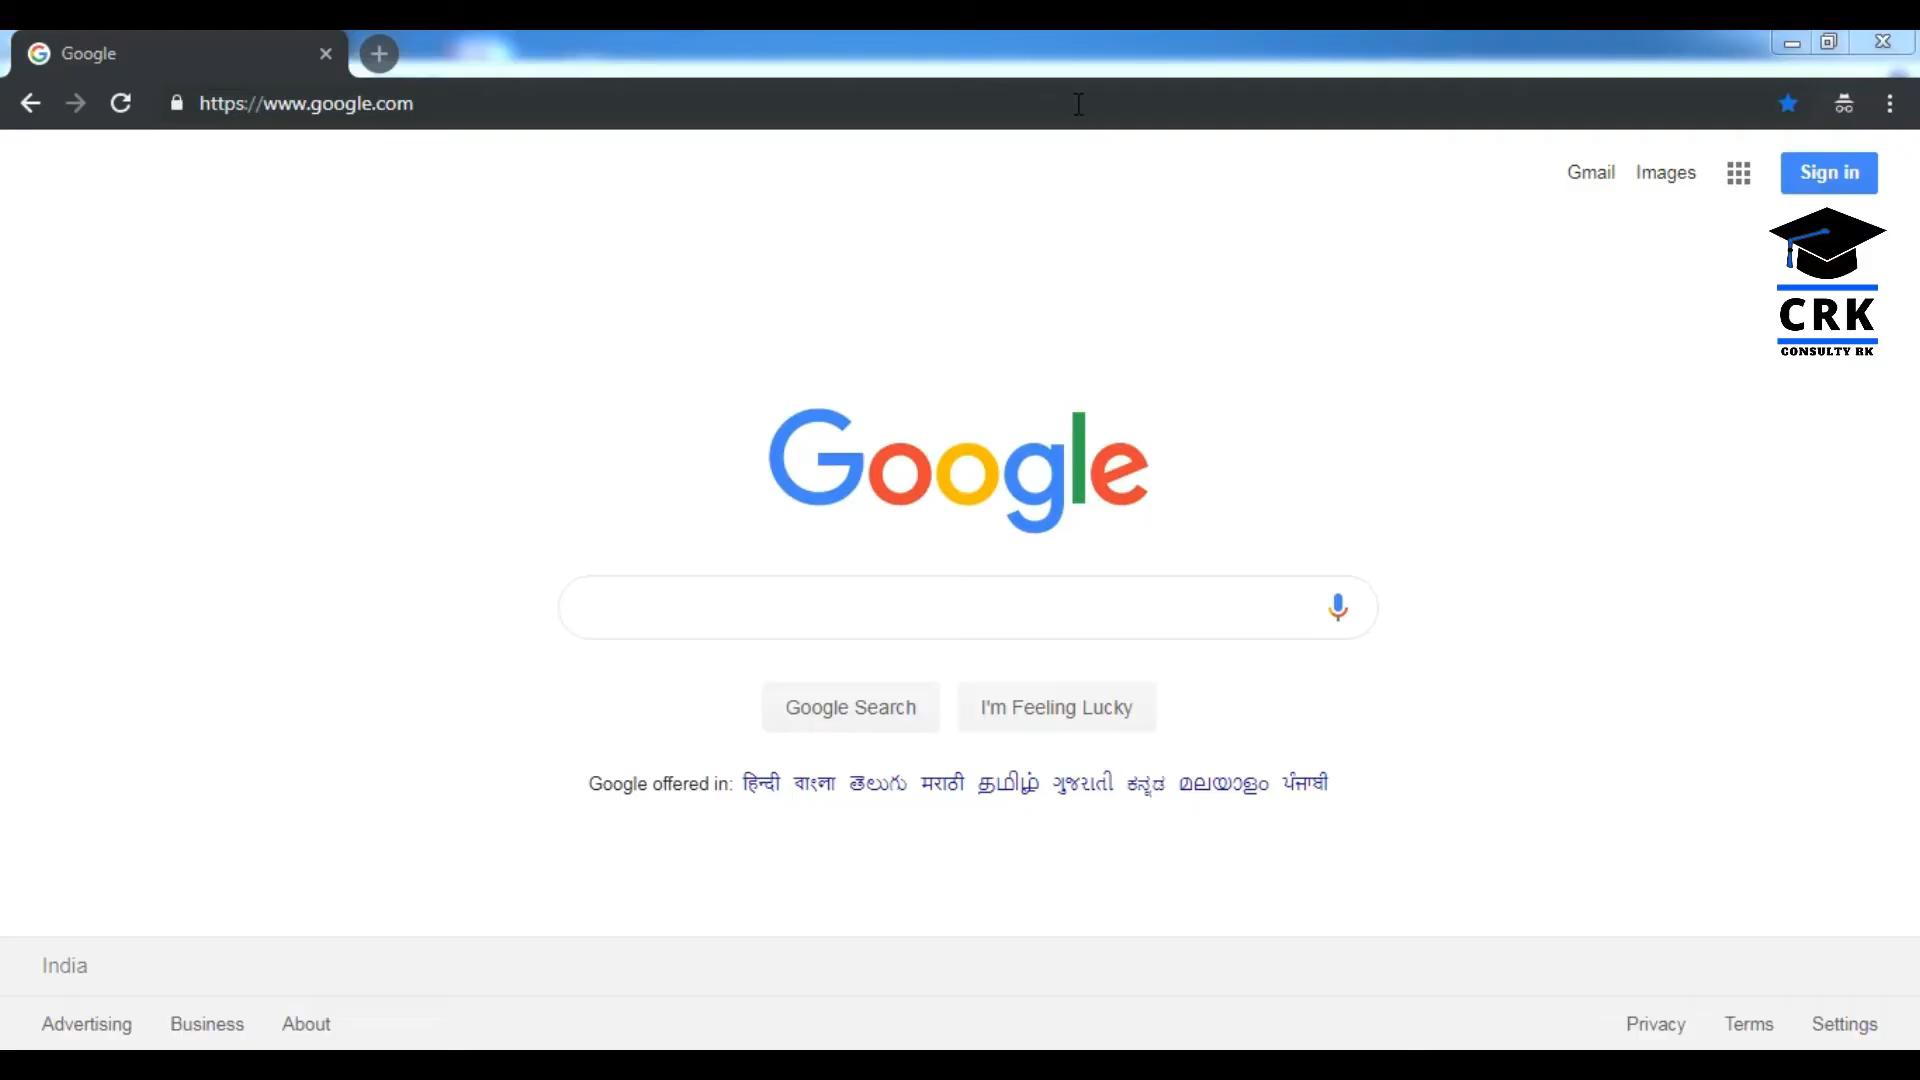 Google
https://www.google.com
Gmail Images Sign in
CRK
CONSULTY RK
Google
Google Search I'm Feeling Lucky
Google offered in: हिन्दी বাংলা తెలుగు मराठी தமிழ் ગુજરાતી ಕನ್ನಡ മലയാളം ਪੰਜਾਬੀ
India
Advertising Business About Privacy Terms Settings